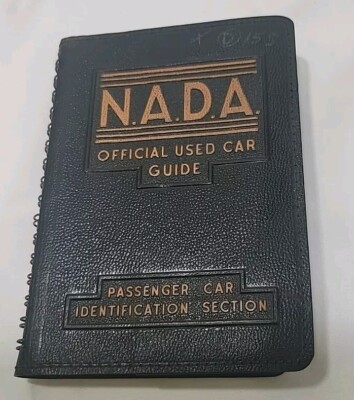 N.A.D.A.
OFFICIAL USED CAR
GUIDE
PASSENGER CAR
IDENTIFICATION SECTION